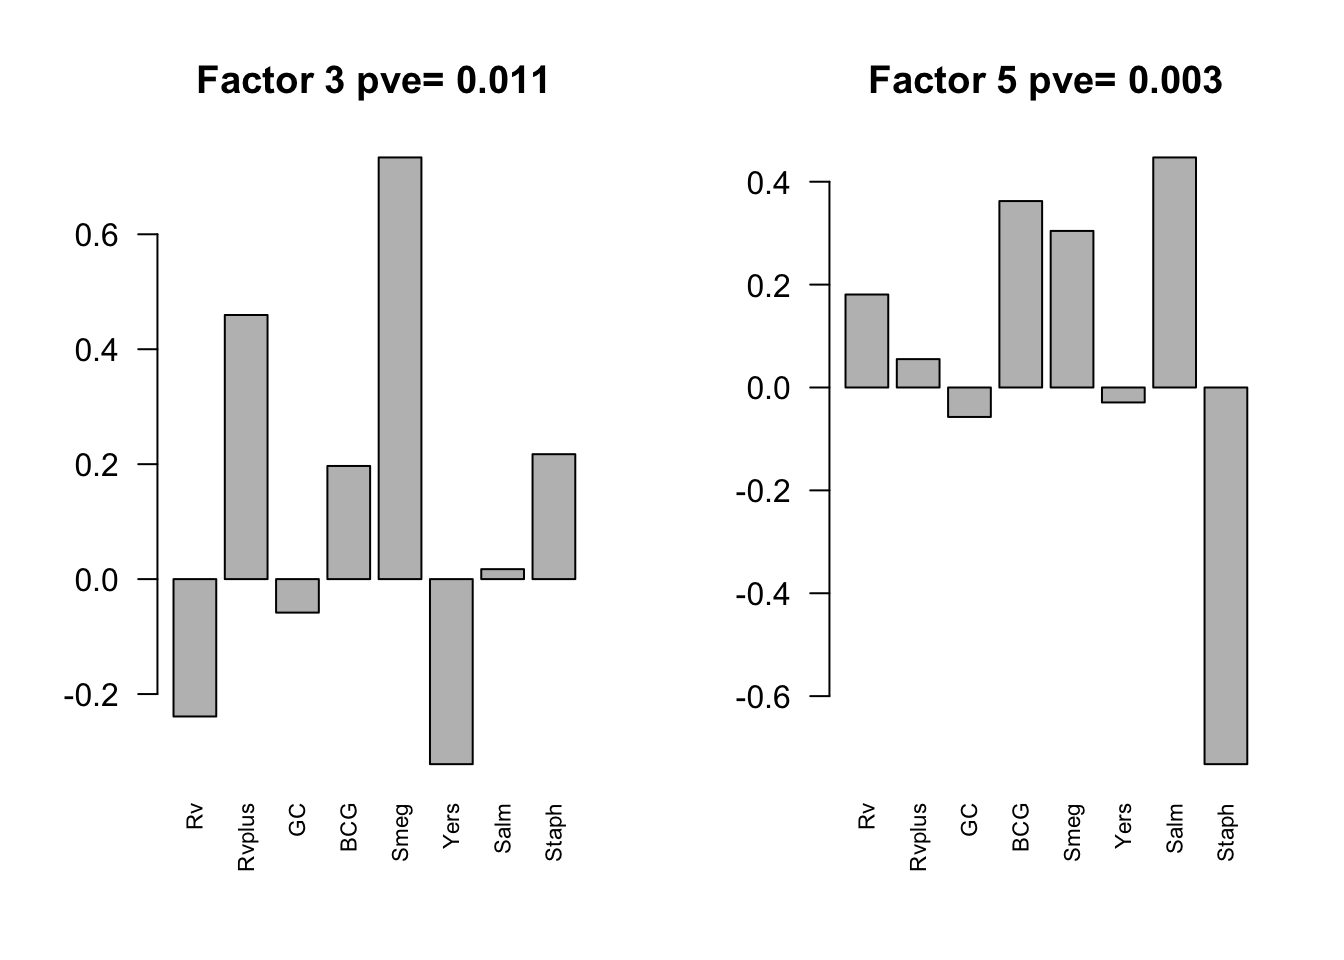 Factor 3 pve= 0.011
0.6
0.4
0.2
0.0
-0.2
Rv
Rvplus
GC
BCG
Smeg
Yers
Salm
Staph
Factor 5 pve= 0.003
0.4
0.2
0.0
-0.2
-0.4
-0.6
Rv
Rvplus
GC
BCG
Smeg
Yers
Salm
Staph